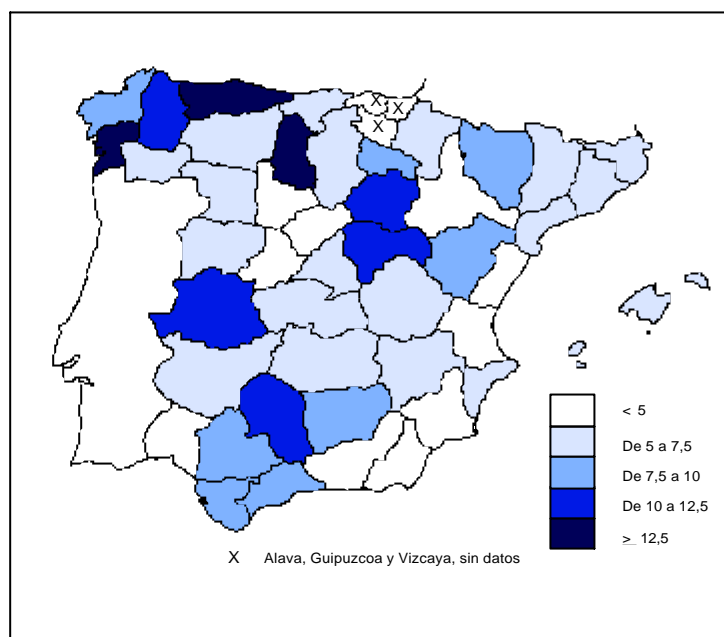 X
X
X
< 5
De 5 a 7,5
De 7,5 a 10
De 10 a 12,5
> 12,5
X Alava, Guipuzcoa y Vizcaya, sin datos